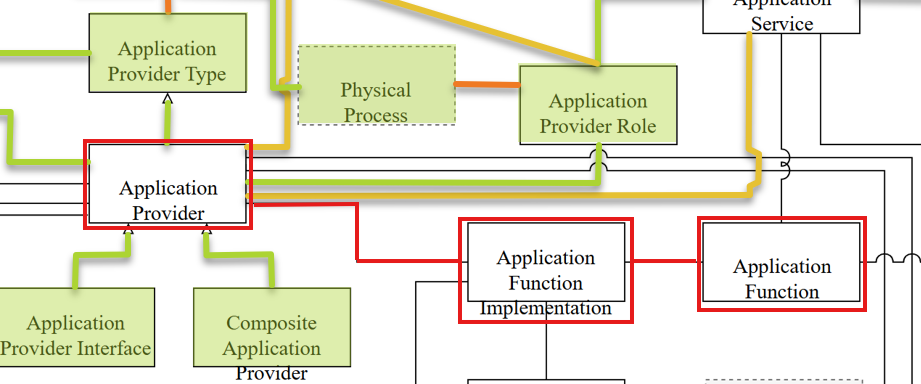 Application
Service
Application
Provider Type
Physical
Process
Application
Provider Role
Application
Provider
Application
Function
Implementation
Application
Function
Application
Provider Interface
Composite
Application
Provider